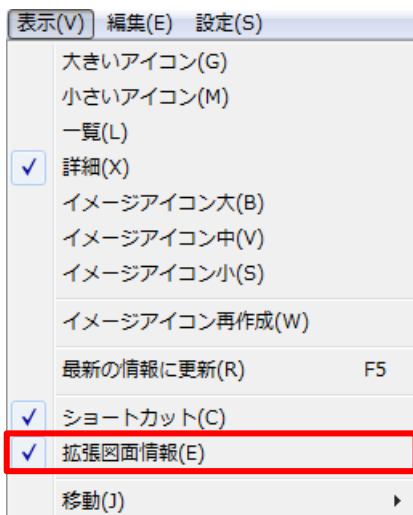 表示(V) 編集(E) 設定(S)
大きいアイコン(G)
小さいアイコン(M)
一覧(L)
詳細(X)
イメージアイコン大(B)
イメージアイコン中(V)
イメージアイコン小(S)
イメージアイコン再作成(W)
最新の情報に更新(R) F5
ショートカット(C)
拡張図面情報(E)
移動(J)